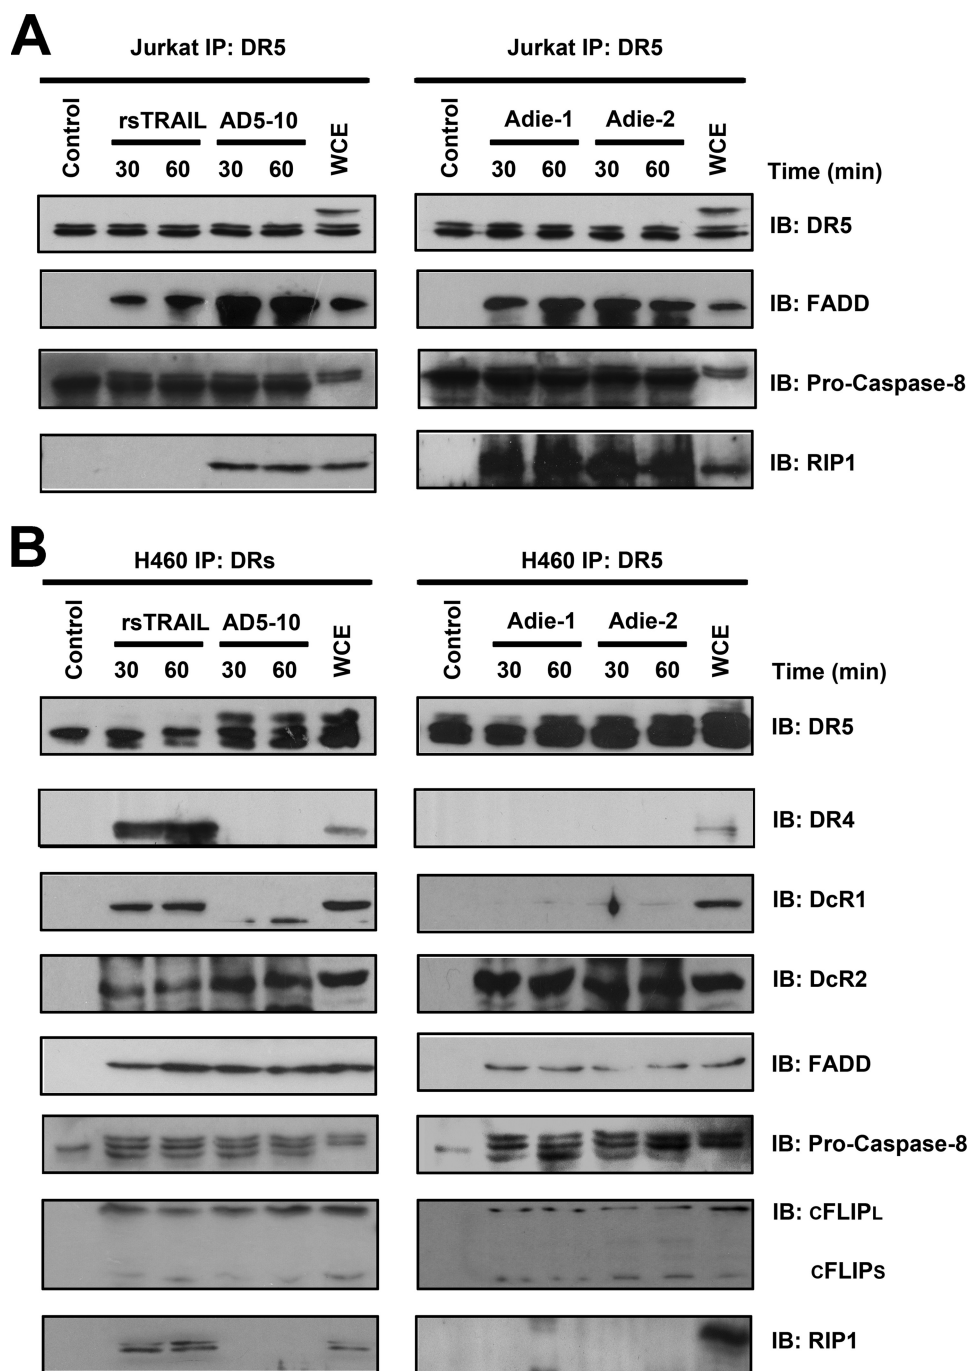 A
Jurkat IP: DR5
Jurkat IP: DR5
Control
rsTRAIL
AD5-10
WCE
Control
Adie-1
Adie-2
WCE
30 60 30 60
30 60 30 60
Time (min)
IB: DR5
IB: FADD
IB: Pro-Caspase-8
IB: RIP1
B
H460 IP: DRs
H460 IP: DR5
Control
rsTRAIL
AD5-10
WCE
Control
Adie-1
Adie-2
WCE
30 60 30 60
30 60 30 60
Time (min)
IB: DR5
IB: DR4
IB: DcR1
IB: DcR2
IB: FADD
IB: Pro-Caspase-8
IB: cFLIPL
cFLIPS
IB: RIP1